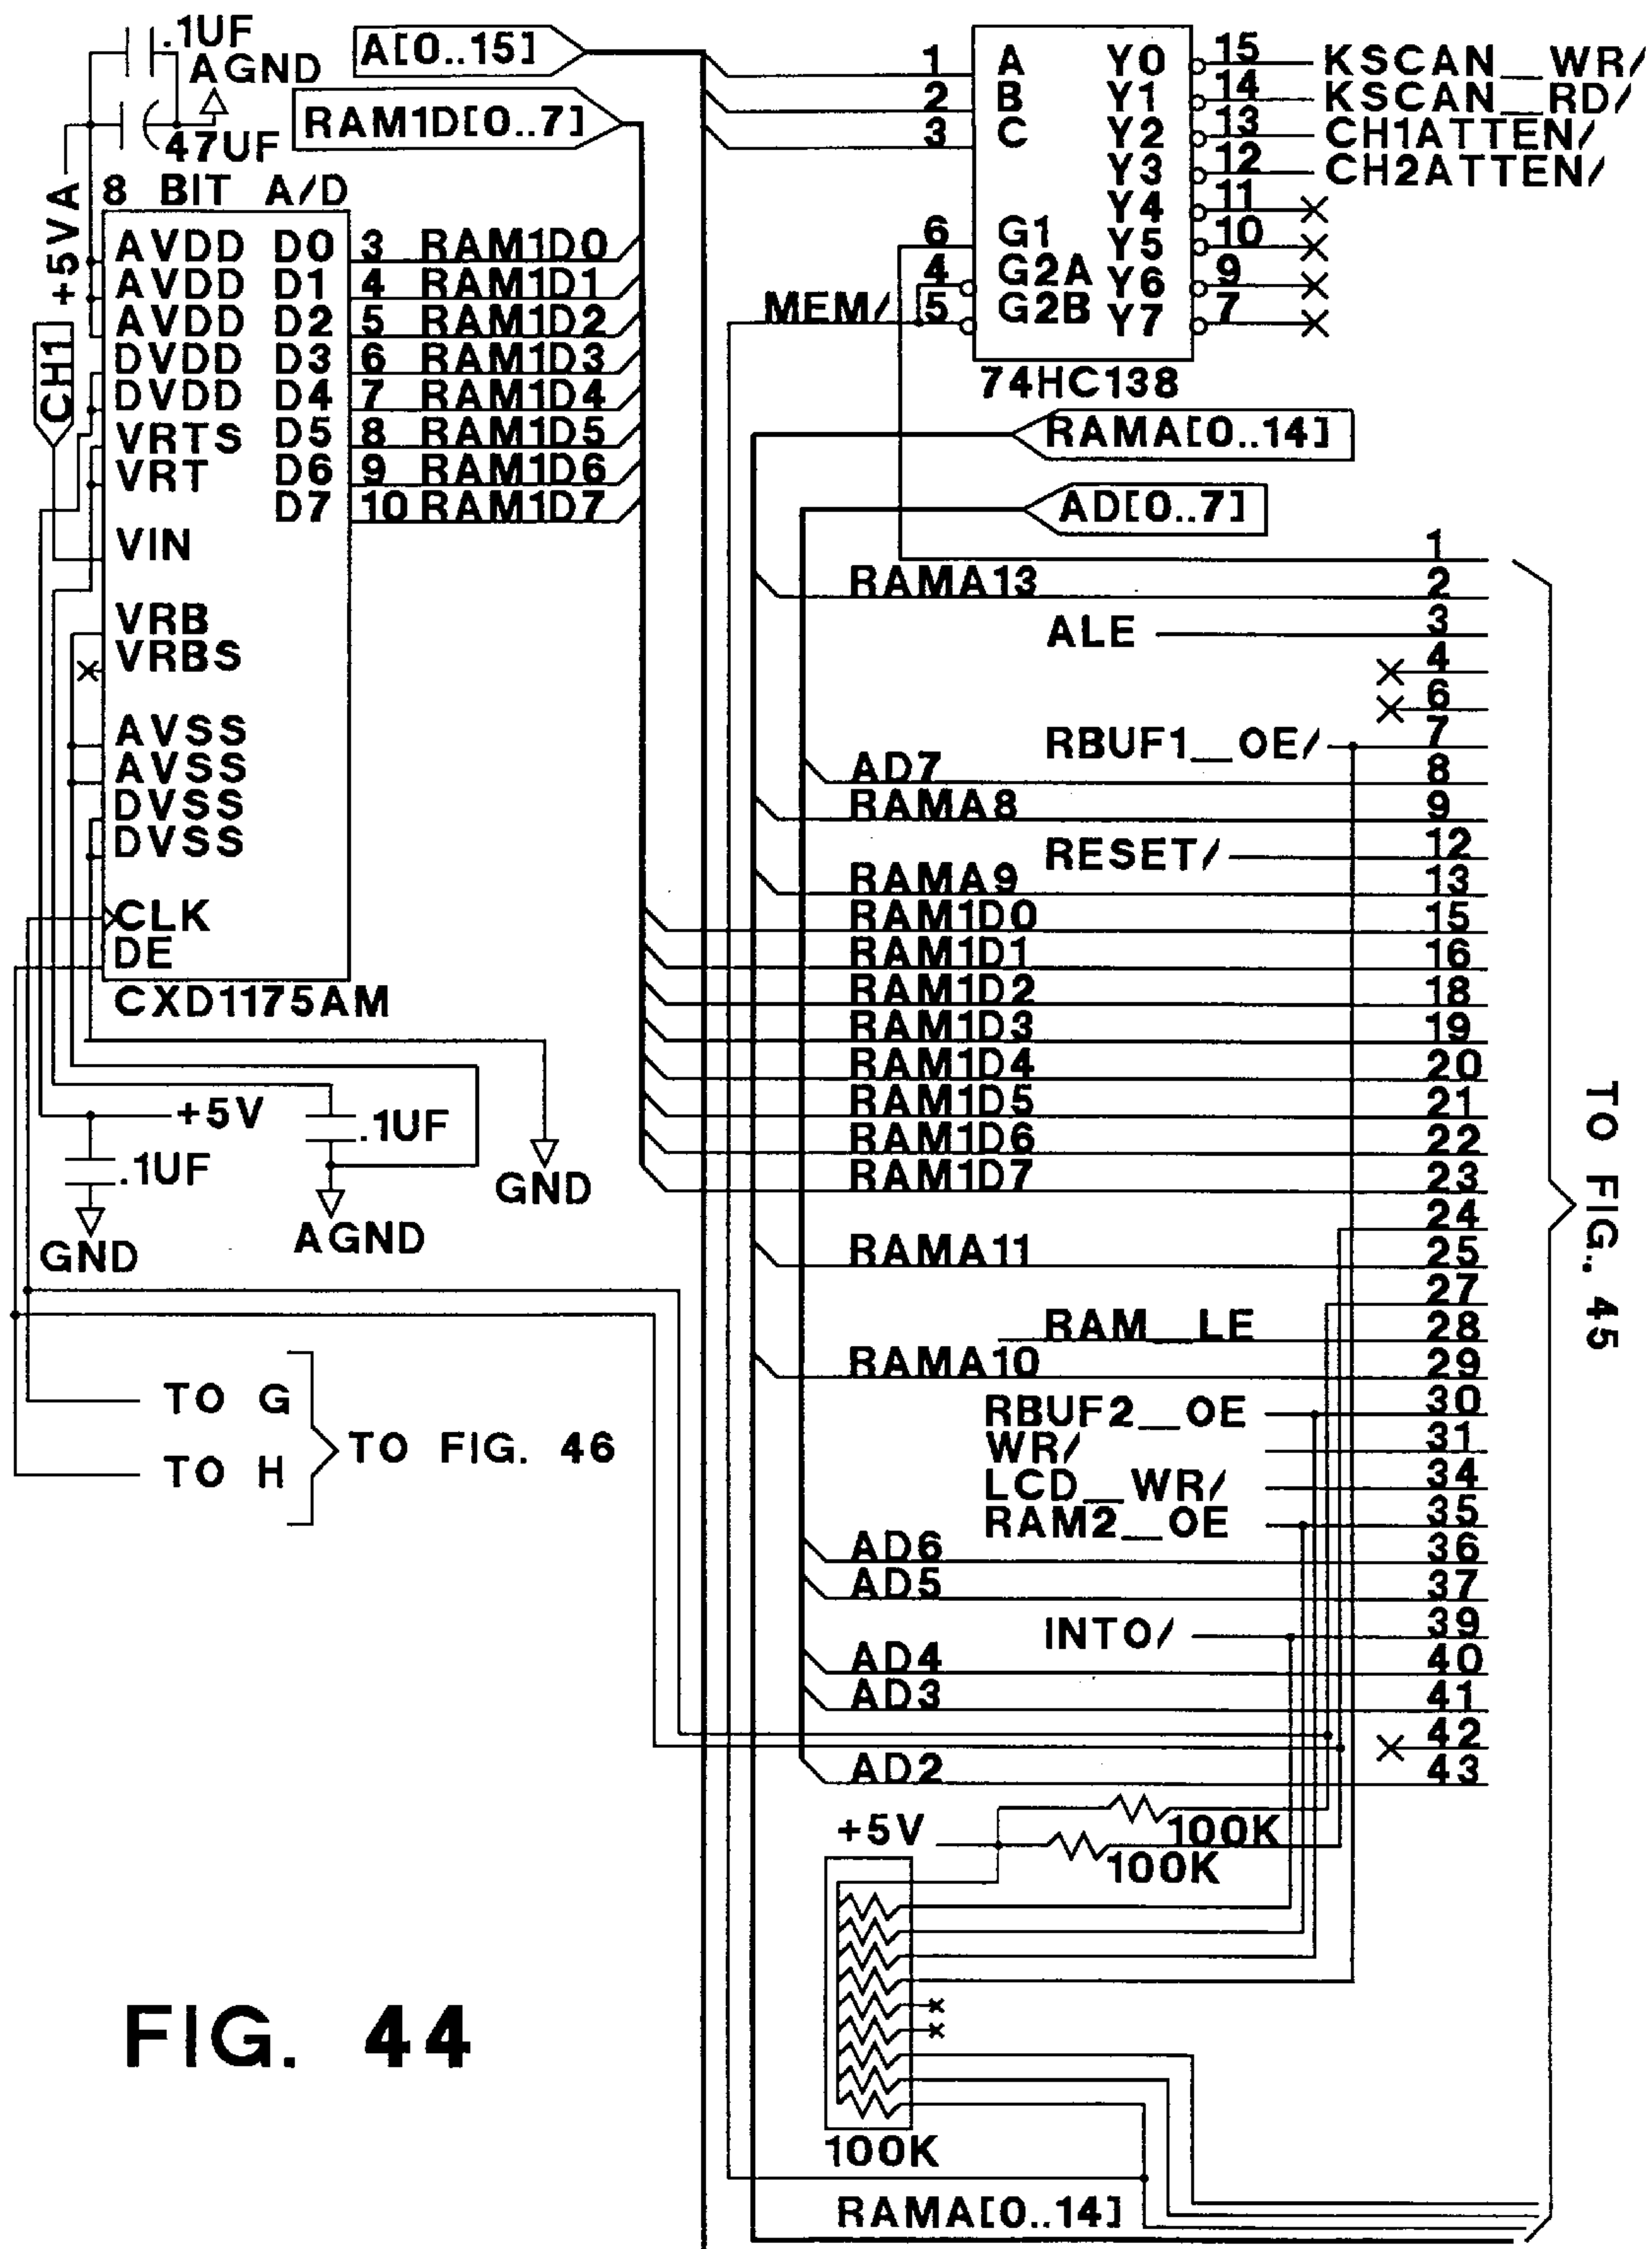 .1UF
AGND
47UF
+5VA
A[0..15]
RAM1D[0..7]
8 BIT A/D
AVDD D0 3 RAM1D0
AVDD D1 4 RAM1D1
AVDD D2 5 RAM1D2
DVDD D3 6 RAM1D3
DVDD D4 7 RAM1D4
VRTS D5 8 RAM1D5
VRT D6 9 RAM1D6
D7 10 RAM1D7
CH1
VIN
VRB
VRBS
AVSS
AVSS
DVSS
DVSS
CLK
DE
CXD1175AM
+5V
.1UF
.1UF
GND
AGND
GND
TO G
TO H
TO FIG. 46
1 A Y0 15 KSCAN__WR/
2 B Y1 14 KSCAN__RD/
3 C Y2 13 CH1ATTEN/
Y3 12 CH2ATTEN/
Y4 11
6 G1 Y5 10
4 G2A Y6 9
MEM/ 5 G2B Y7 7
74HC138
RAMA[0..14]
AD[0..7]
1
RAMA13 2
ALE 3
4
6
RBUF1__OE/ 7
AD7 8
RAMA8 9
RESET/ 12
RAMA9 13
RAM1D0 15
RAM1D1 16
RAM1D2 18
RAM1D3 19
RAM1D4 20
RAM1D5 21
RAM1D6 22
RAM1D7 23
24
RAMA11 25
27
RAM__LE 28
RAMA10 29
RBUF2__OE 30
WR/ 31
LCD__WR/ 34
RAM2__OE 35
AD6 36
AD5 37
INTO/ 39
AD4 40
AD3 41
42
AD2 43
TO FIG.. 45
100K
+5V
100K
100K
RAMA[0..14]
FIG. 44